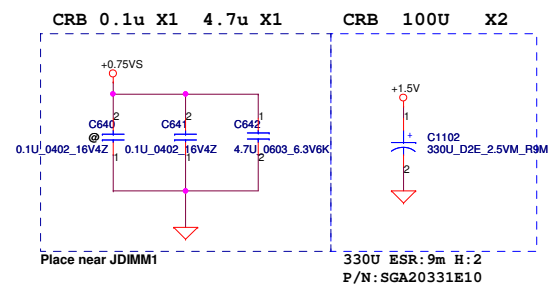 CRB 0.1u X1 4.7u X1
CRB 100U X2
+0.75VS
+1.5V
2
2
1
1
C640
C641
C642
+
C1102
@
0.1U_0402_16V4Z
0.1U_0402_16V4Z
4.7U_0603_6.3V6K
330U_D2E_2.5VM_R9M
1
1
2
2
Place near JDIMM1
330U ESR:9m H:2
P/N:SGA20331E10